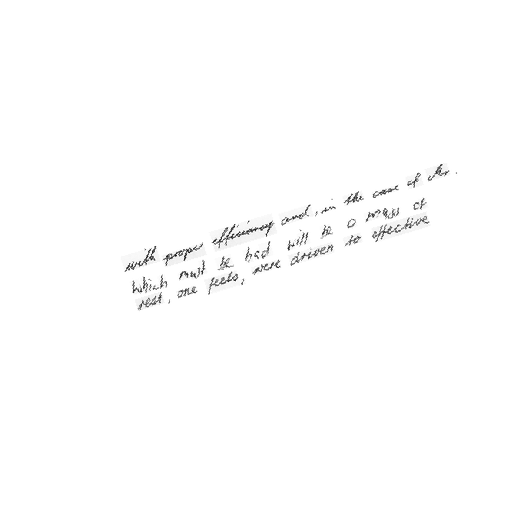 with proper efficiency and, in the case of Mr.
which must be had will be a mass of
rest, one feels, were driven to effective